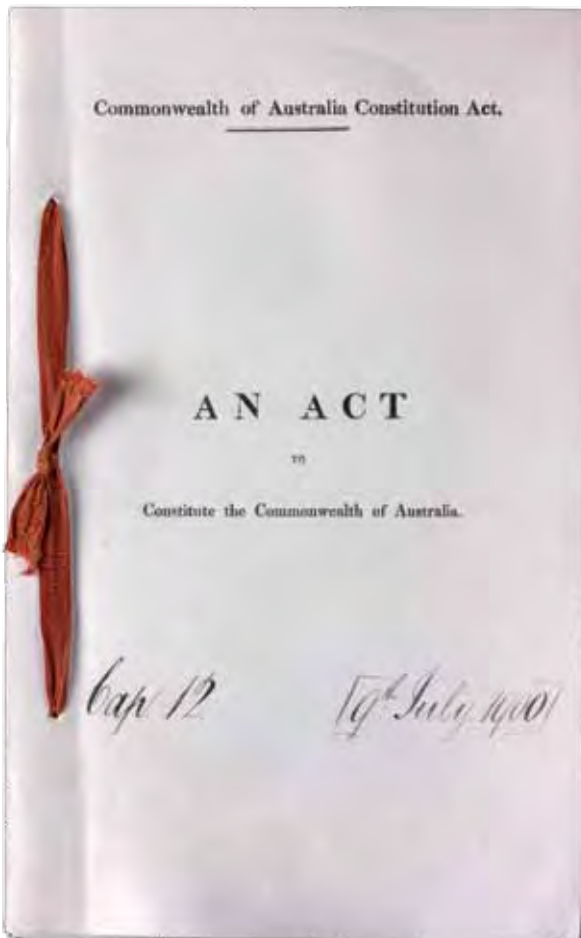 Commonwealth of Australia Constitution Act.
AN ACT
TO
Constitute the Commonwealth of Australia.
Cap 12 [9th July 1900]